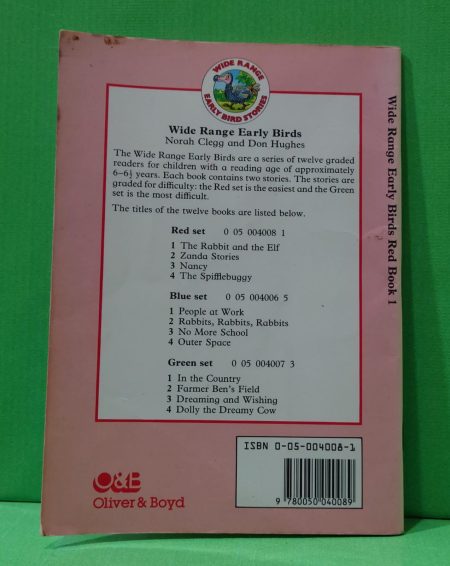 WIDE RANGE
EARLY BIRD STORIES
Wide Range Early Birds
Norah Clegg and Don Hughes
The Wide Range Early Birds are a series of twelve graded
readers for children with a reading age of approximately
6–6½ years. Each book contains two stories. The stories are
graded for difficulty: the Red set is the easiest and the Green
set is the most difficult.
The titles of the twelve books are listed below.
Red set 0 05 004008 1
1 The Rabbit and the Elf
2 Zanda Stories
3 Nancy
4 The Spifflebuggy
Blue set 0 05 004006 5
1 People at Work
2 Rabbits, Rabbits, Rabbits
3 No More School
4 Outer Space
Green set 0 05 004007 3
1 In the Country
2 Farmer Ben's Field
3 Dreaming and Wishing
4 Dolly the Dreamy Cow
O&B
Oliver & Boyd
ISBN 0-05-004008-1
9 780050 040089
Wide Range Early Birds Red Book 1